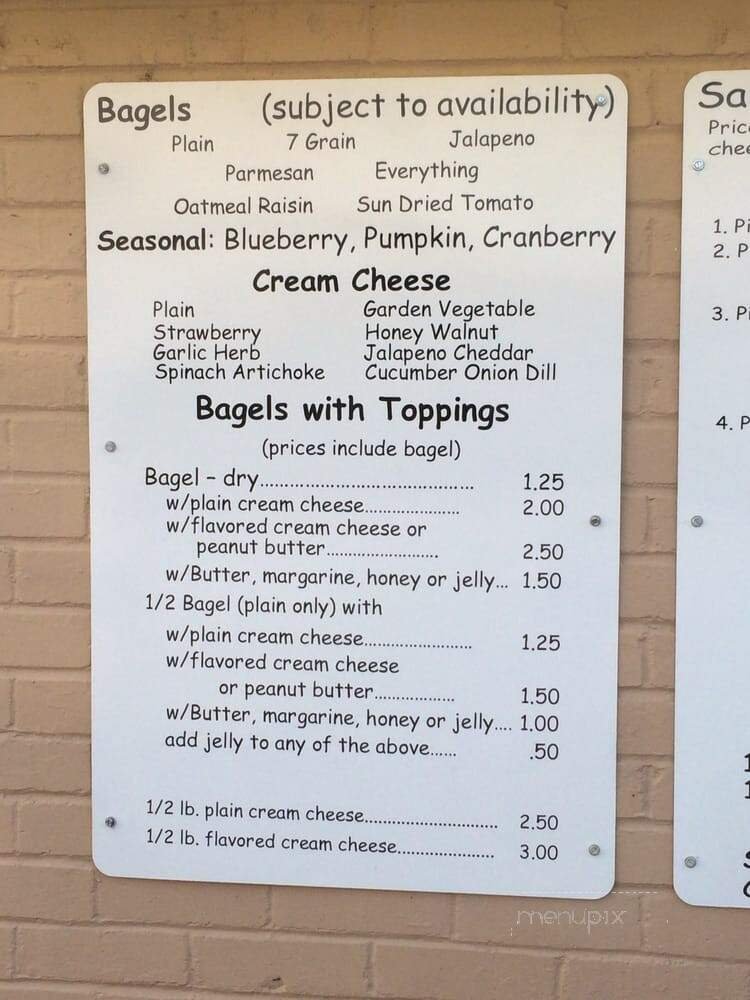 Bagels (subject to availability)
Plain 7 Grain Jalapeno
Parmesan Everything
Oatmeal Raisin Sun Dried Tomato
Seasonal: Blueberry, Pumpkin, Cranberry
Cream Cheese
Plain Garden Vegetable
Strawberry Honey Walnut
Garlic Herb Jalapeno Cheddar
Spinach Artichoke Cucumber Onion Dill
Bagels with Toppings
(prices include bagel)
Bagel - dry........................................ 1.25
w/plain cream cheese...................... 2.00
w/flavored cream cheese or
peanut butter......................... 2.50
w/Butter, margarine, honey or jelly... 1.50
1/2 Bagel (plain only) with
w/plain cream cheese......................... 1.25
w/flavored cream cheese
or peanut butter.................. 1.50
w/Butter, margarine, honey or jelly.... 1.00
add jelly to any of the above...... .50
1/2 lb. plain cream cheese............................... 2.50
1/2 lb. flavored cream cheese...................... 3.00
Sa
Pric
chee
1. Pi
2. P
3. Pi
4. P
menupix